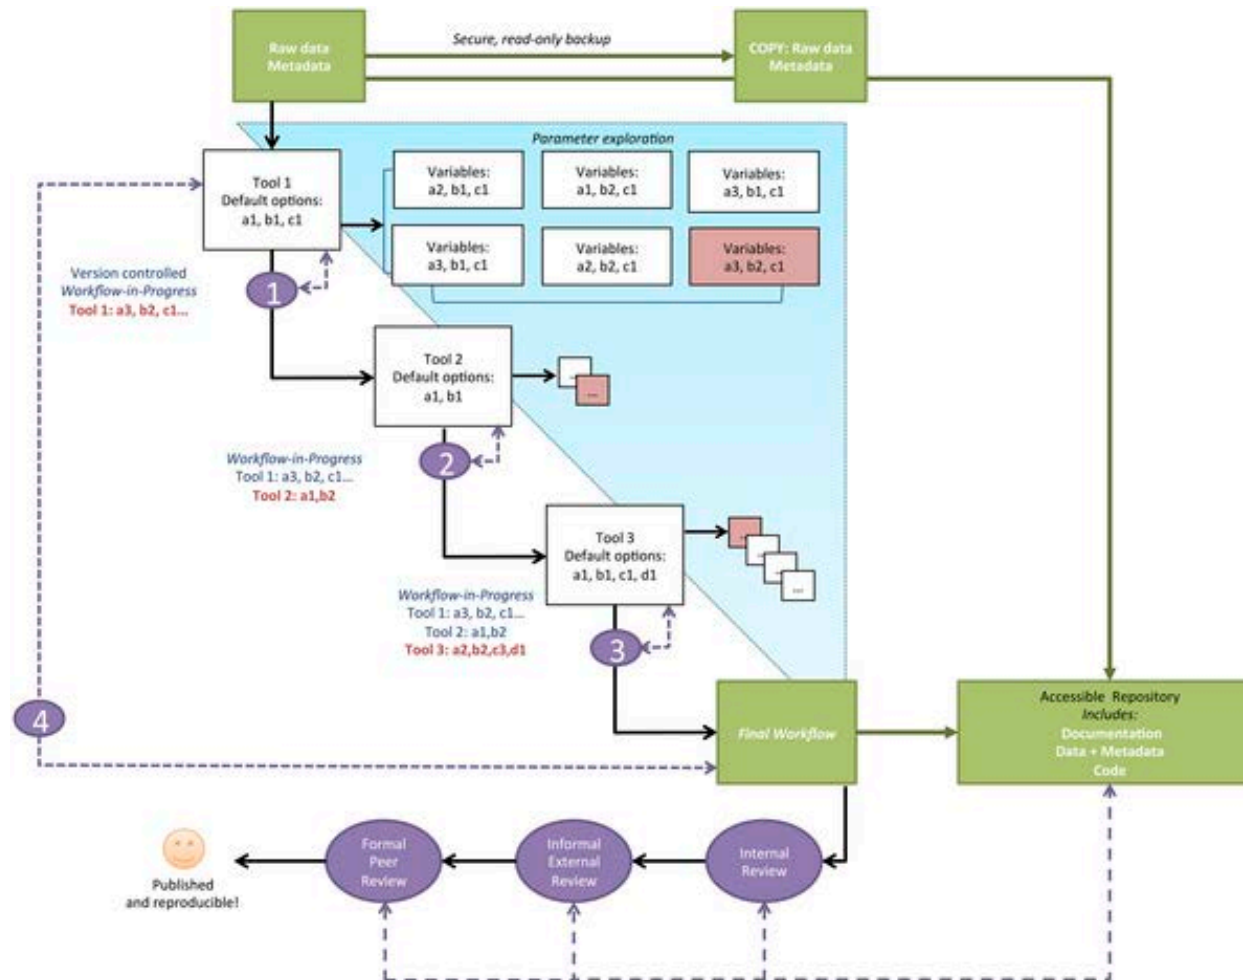 Raw data
Metadata
Secure, read-only backup
COPY: Raw data
Metadata
Parameter exploration
Tool 1
Default options:
a1, b1, c1
Variables:
a2, b1, c1
Variables:
a1, b2, c1
Variables:
a3, b1, c1
Variables:
a3, b1, c1
Variables:
a2, b2, c1
Variables:
a3, b2, c1
Version controlled
Workflow-in-Progress
Tool 1: a3, b2, c1...
1
Tool 2
Default options:
a1, b1
...
...
Workflow-in-Progress
Tool 1: a3, b2, c1...
Tool 2: a1,b2
2
Tool 3
Default options:
a1, b1, c1, d1
...
...
...
...
Workflow-in-Progress
Tool 1: a3, b2, c1...
Tool 2: a1,b2
Tool 3: a2,b2,c3,d1
3
4
Final Workflow
Accessible Repository
Includes:
Documentation
Data + Metadata
Code
Formal
Peer
Review
Informal
External
Review
Internal
Review
Published
and reproducible!